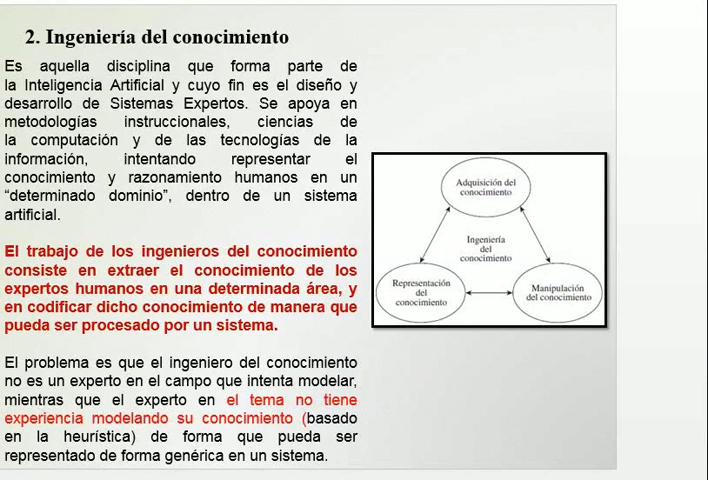 2. Ingeniería del conocimiento
Es aquella disciplina que forma parte de
la Inteligencia Artificial y cuyo fin es el diseño y
desarrollo de Sistemas Expertos. Se apoya en
metodologías instruccionales, ciencias de
la computación y de las tecnologías de la
información, intentando representar el
conocimiento y razonamiento humanos en un
“determinado dominio”, dentro de un sistema
artificial.
El trabajo de los ingenieros del conocimiento
consiste en extraer el conocimiento de los
expertos humanos en una determinada área, y
en codificar dicho conocimiento de manera que
pueda ser procesado por un sistema.
El problema es que el ingeniero del conocimiento
no es un experto en el campo que intenta modelar,
mientras que el experto en el tema no tiene
experiencia modelando su conocimiento (basado
en la heurística) de forma que pueda ser
representado de forma genérica en un sistema.
Adquisición del
conocimiento
Ingeniería
del
conocimiento
Representación
del
conocimiento
Manipulación
del conocimiento